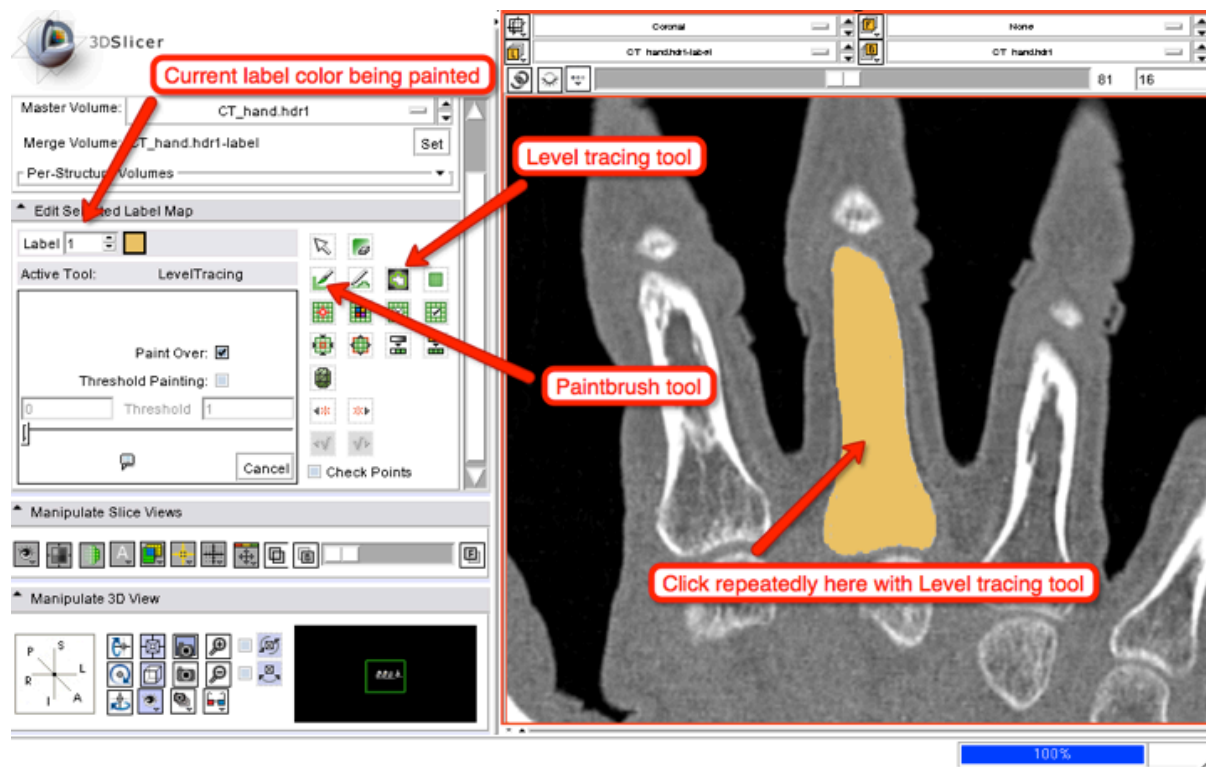 3DSlicer
Current label color being painted
Master Volume: CT_hand.hdr1
Merge Volume: CT_hand.hdr1-label Set
Per-Structure Volumes
Edit Selected Label Map
Label 1
Active Tool: LevelTracing
Paint Over:
Threshold Painting:
0 Threshold 1
Cancel
Check Points
Manipulate Slice Views
Manipulate 3D View
P S L R I A
Coronal None
CT_hand.hdr1-label CT_hand.hdr1
81 16
Level tracing tool
Paintbrush tool
Click repeatedly here with Level tracing tool
100%